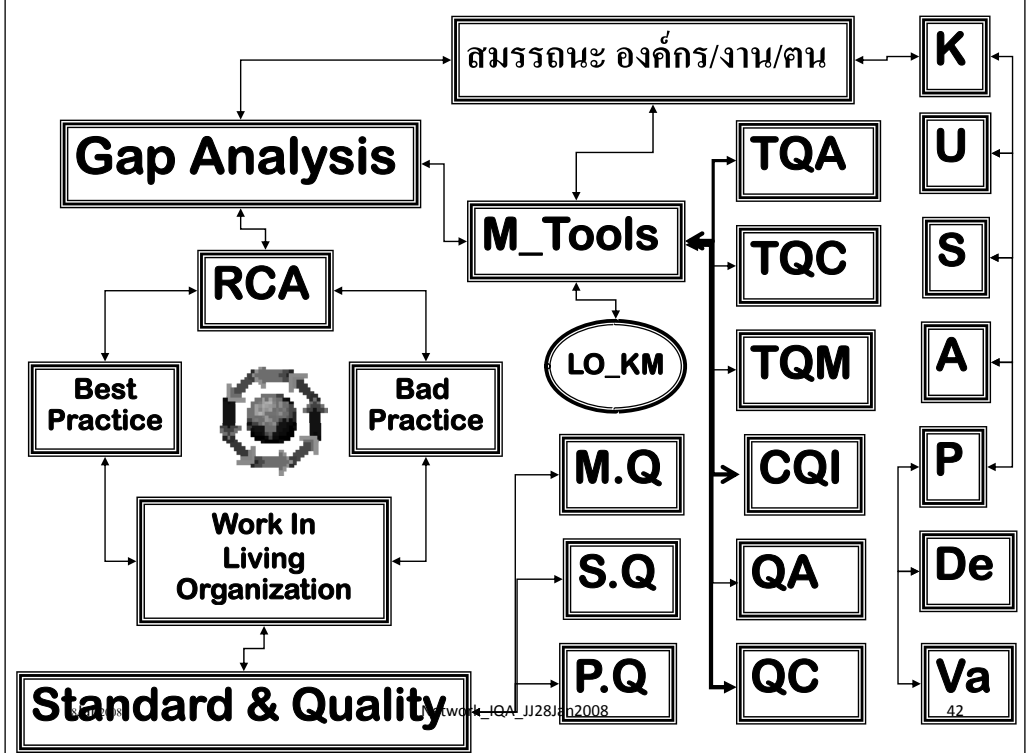 สมรรถนะ องค์กร/งาน/ฅน
K
Gap Analysis
TQA
U
M_Tools
TQC
S
RCA
LO_KM
TQM
A
Best
Practice
Bad
Practice
M.Q
CQI
P
Work In
Living
Organization
S.Q
QA
De
P.Q
QC
Va
Standard & Quality
Network_IQA_JJ28Jan2008
42